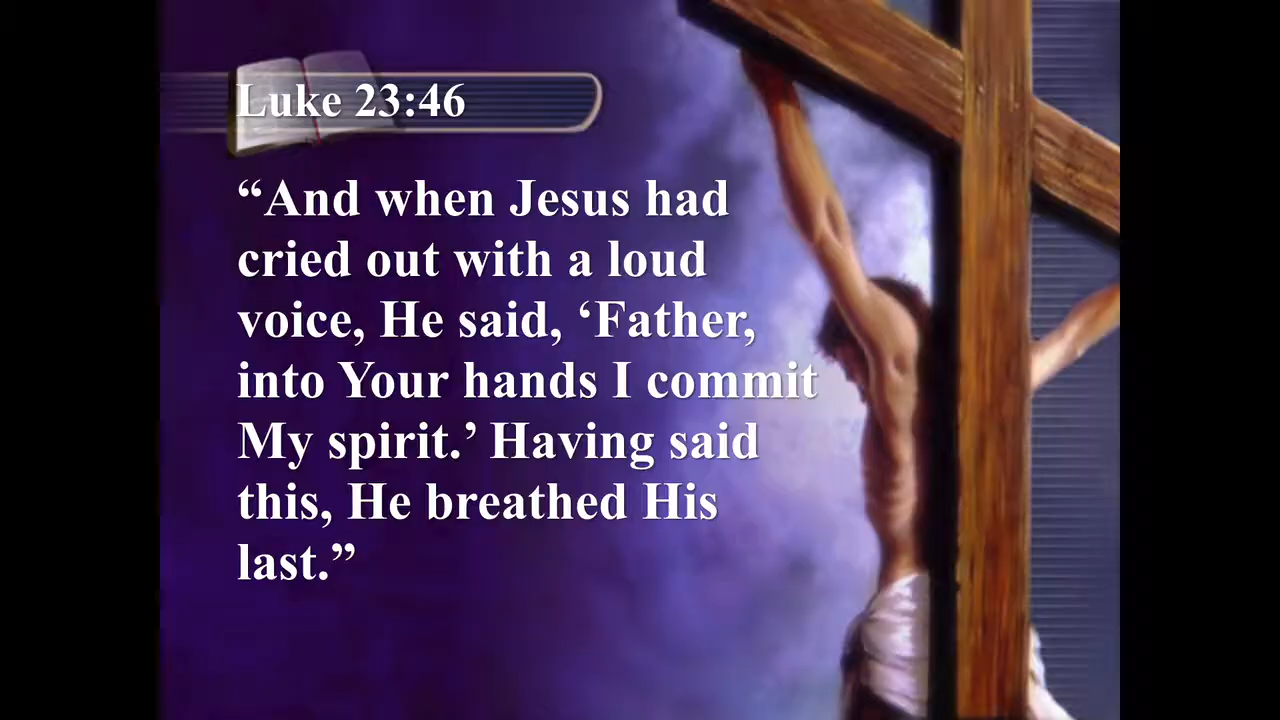 Luke 23:46
“And when Jesus had
cried out with a loud
voice, He said, ‘Father,
into Your hands I commit
My spirit.’ Having said
this, He breathed His
last.”